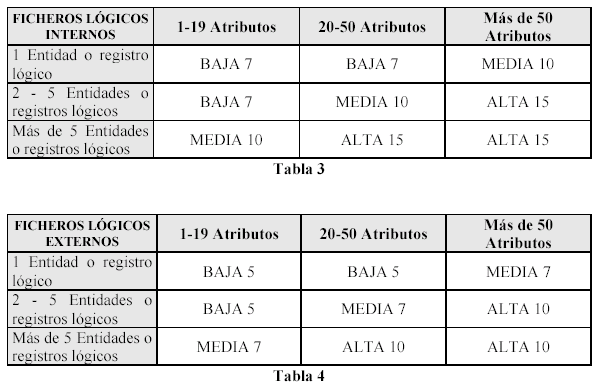 FICHEROS LÓGICOS INTERNOS 1-19 Atributos 20-50 Atributos Más de 50 Atributos
1 Entidad o registro lógico BAJA 7 BAJA 7 MEDIA 10
2 - 5 Entidades o registros lógicos BAJA 7 MEDIA 10 ALTA 15
Más de 5 Entidades o registros lógicos MEDIA 10 ALTA 15 ALTA 15
Tabla 3
FICHEROS LÓGICOS EXTERNOS 1-19 Atributos 20-50 Atributos Más de 50 Atributos
1 Entidad o registro lógico BAJA 5 BAJA 5 MEDIA 7
2 - 5 Entidades o registros lógicos BAJA 5 MEDIA 7 ALTA 10
Más de 5 Entidades o registros lógicos MEDIA 7 ALTA 10 ALTA 10
Tabla 4